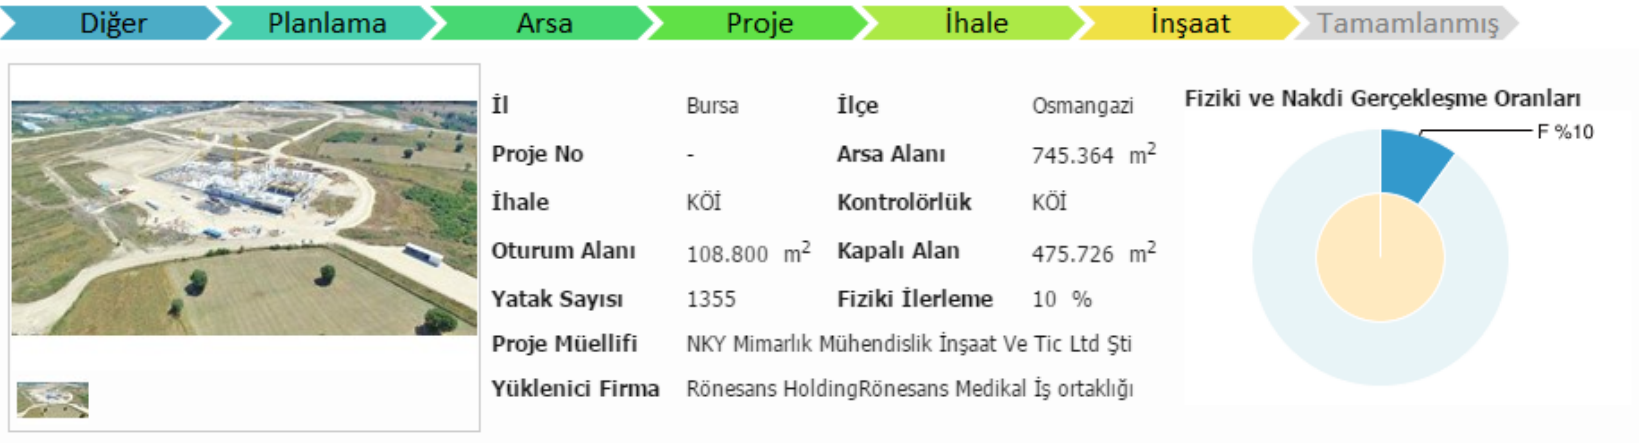 Diğer Planlama Arsa Proje İhale İnşaat Tamamlanmış
İl Bursa İlçe Osmangazi
Proje No - Arsa Alanı 745.364 m²
İhale KÖİ Kontrolörlük KÖİ
Oturum Alanı 108.800 m² Kapalı Alan 475.726 m²
Yatak Sayısı 1355 Fiziki İlerleme 10 %
Proje Müellifi NKY Mimarlık Mühendislik İnşaat Ve Tic Ltd Şti
Yüklenici Firma Rönesans HoldingRönesans Medikal İş ortaklığı
Fiziki ve Nakdi Gerçekleşme Oranları
F %10